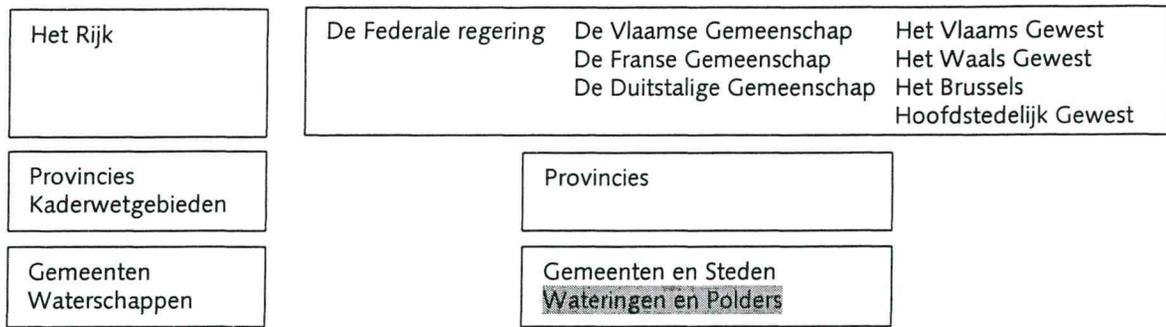 Het Rijk
De Federale regering
De Vlaamse Gemeenschap
De Franse Gemeenschap
De Duitstalige Gemeenschap
Het Vlaams Gewest
Het Waals Gewest
Het Brussels
Hoofdstedelijk Gewest
Provincies
Kaderwetgebieden
Provincies
Gemeenten
Waterschappen
Gemeenten en Steden
Wateringen en Polders